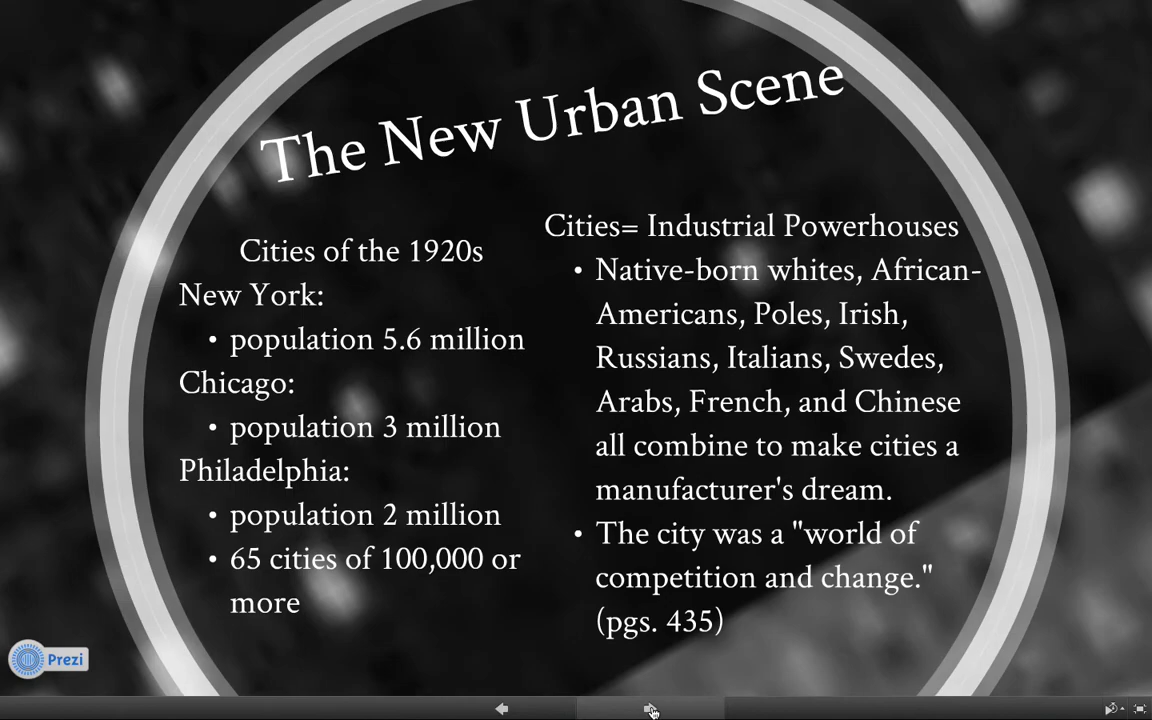 The New Urban Scene
Cities of the 1920s
New York:
• population 5.6 million
Chicago:
• population 3 million
Philadelphia:
• population 2 million
• 65 cities of 100,000 or
more
Cities= Industrial Powerhouses
• Native-born whites, African-
Americans, Poles, Irish,
Russians, Italians, Swedes,
Arabs, French, and Chinese
all combine to make cities a
manufacturer's dream.
• The city was a "world of
competition and change."
(pgs. 435)
Prezi